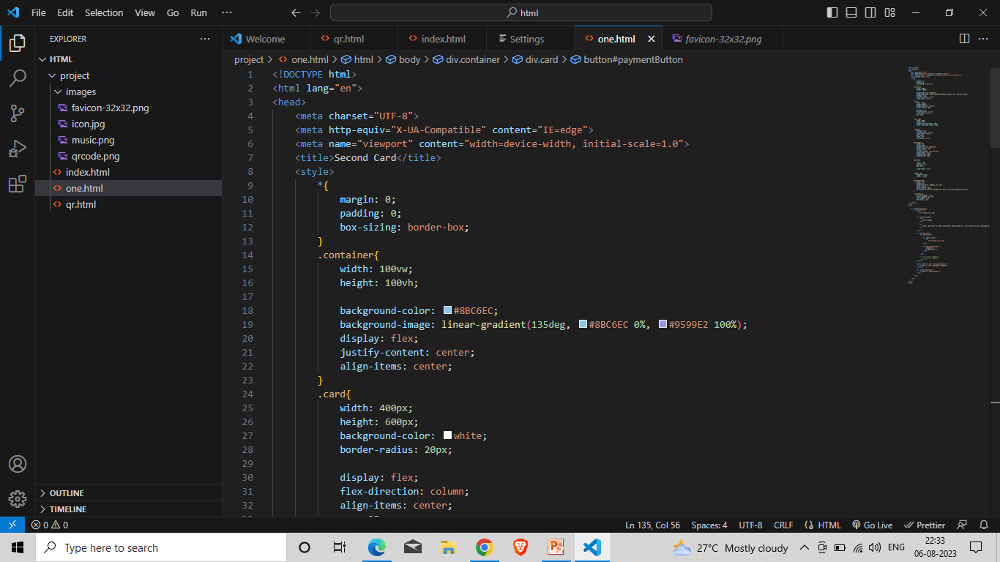 File Edit Selection View Go Run ···
html
EXPLORER ···
HTML
project
images
favicon-32x32.png
icon.jpg
music.png
qrcode.png
index.html
one.html
qr.html
OUTLINE
TIMELINE
Welcome
qr.html
index.html
Settings
one.html
favicon-32x32.png
project > one.html > html > body > div.container > div.card > button#paymentButton
1 <!DOCTYPE html>
2 <html lang="en">
3 <head>
4 <meta charset="UTF-8">
5 <meta http-equiv="X-UA-Compatible" content="IE=edge">
6 <meta name="viewport" content="width=device-width, initial-scale=1.0">
7 <title>Second Card</title>
8 <style>
9 *{
10 margin: 0;
11 padding: 0;
12 box-sizing: border-box;
13 }
14 .container{
15 width: 100vw;
16 height: 100vh;
17
18 background-color: #8BC6EC;
19 background-image: linear-gradient(135deg, #8BC6EC 0%, #9599E2 100%);
20 display: flex;
21 justify-content: center;
22 align-items: center;
23 }
24 .card{
25 width: 400px;
26 height: 600px;
27 background-color: white;
28 border-radius: 20px;
29
30 display: flex;
31 flex-direction: column;
32 align-items: center;
0 0
Ln 135, Col 56 Spaces: 4 UTF-8 CRLF HTML Go Live Prettier
Type here to search
27°C Mostly cloudy
ENG
22:33
06-08-2023